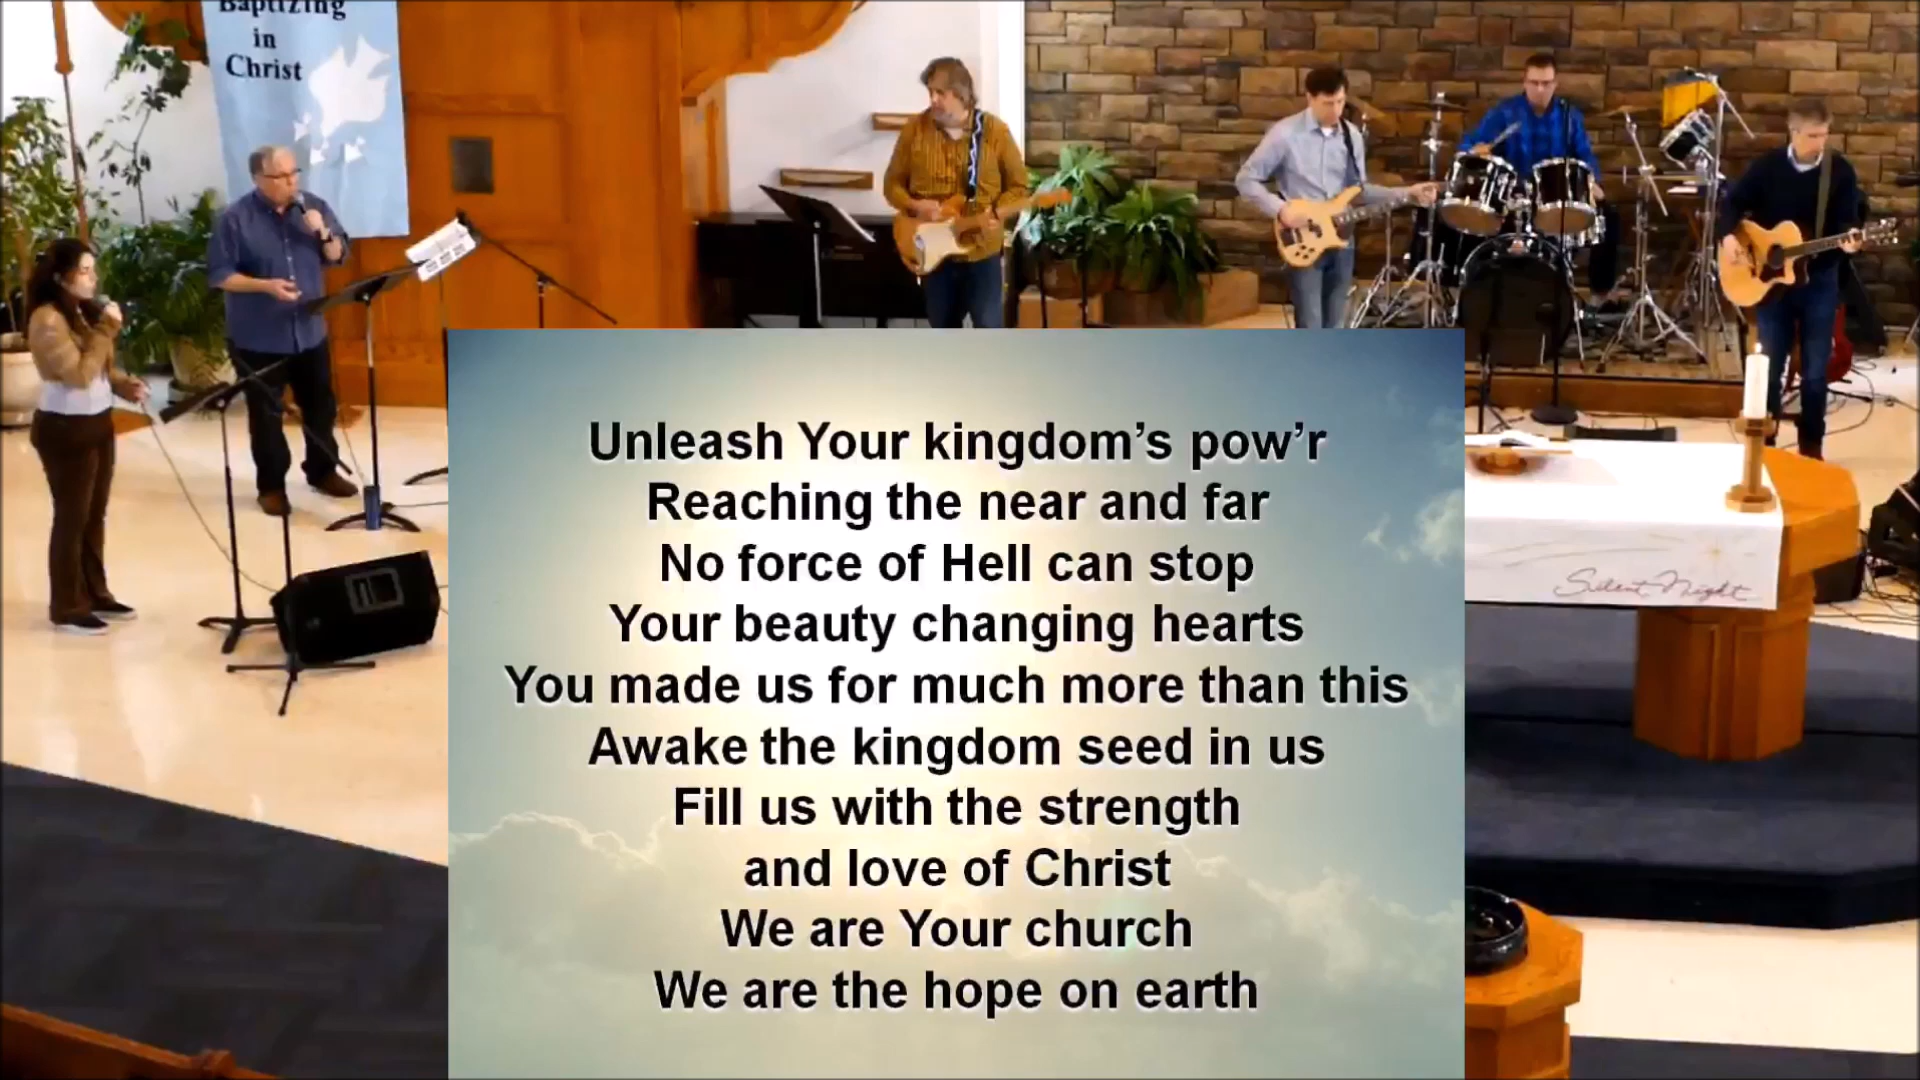 Baptizing
in
Christ
Unleash Your kingdom’s pow’r
Reaching the near and far
No force of Hell can stop
Your beauty changing hearts
You made us for much more than this
Awake the kingdom seed in us
Fill us with the strength
and love of Christ
We are Your church
We are the hope on earth
Silent Night